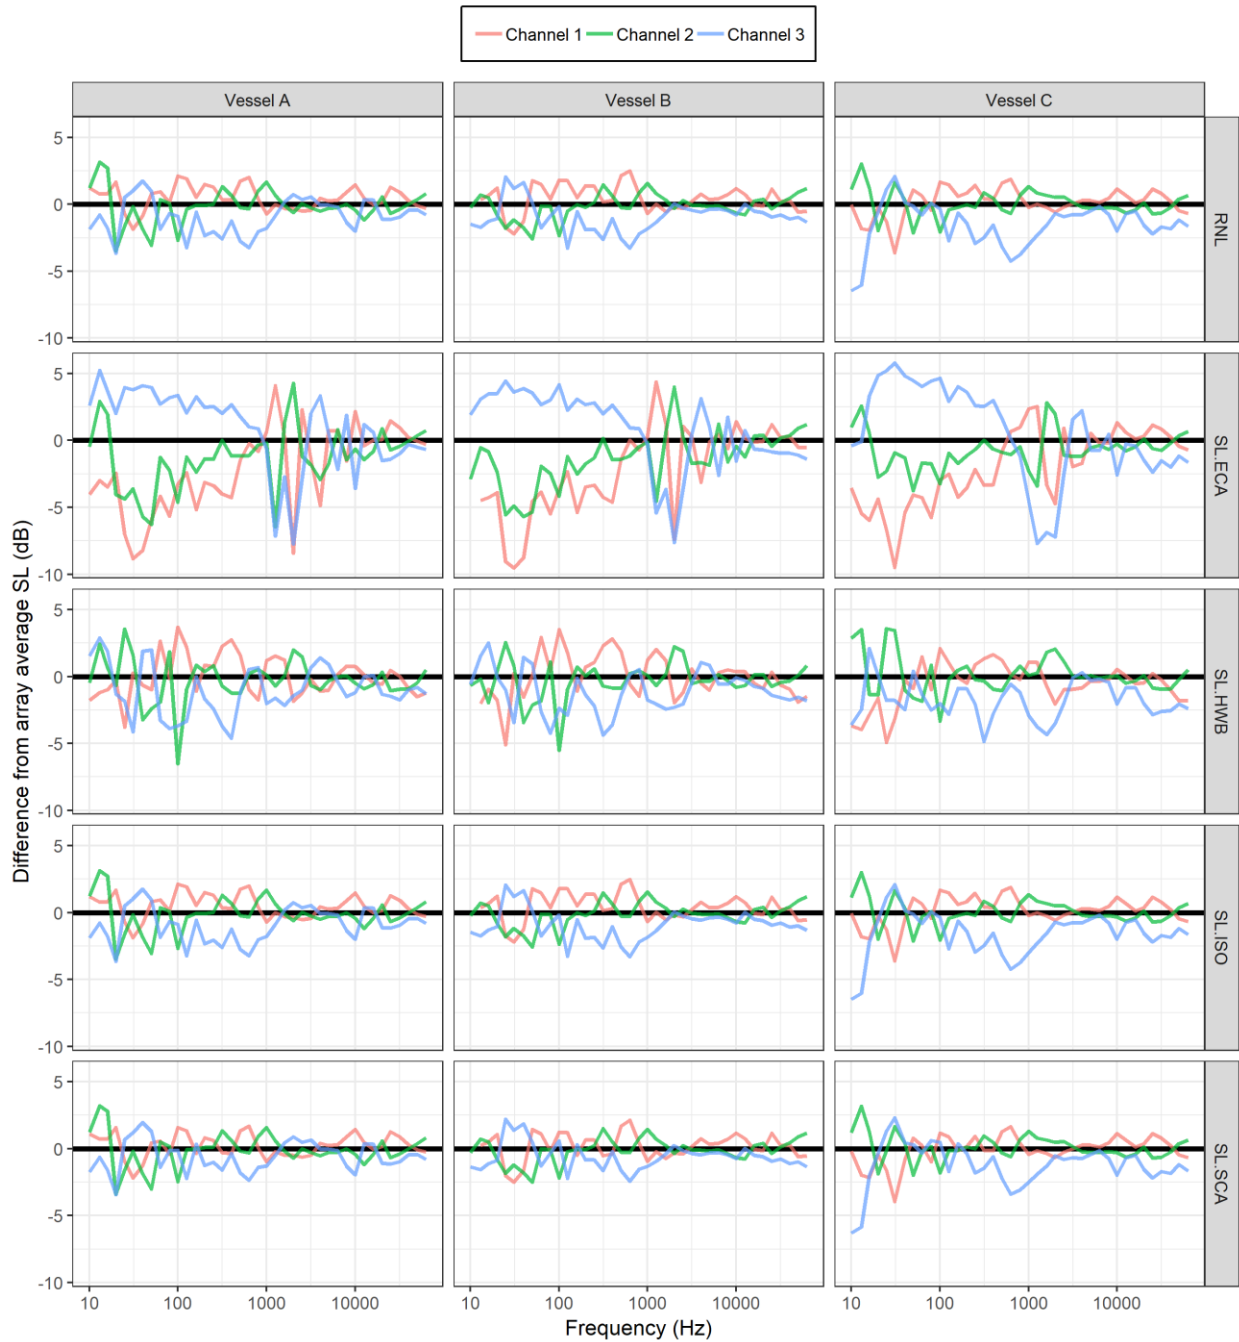 Channel 1 Channel 2 Channel 3
Vessel A Vessel B Vessel C
5
0
-5
-10
RNL
5
0
-5
-10
SL.ECA
5
0
-5
-10
SL.HWB
5
0
-5
-10
SL.ISO
5
0
-5
-10
SL.SCA
Difference from array average SL (dB)
10 100 1000 10000 10 100 1000 10000 10 100 1000 10000
Frequency (Hz)